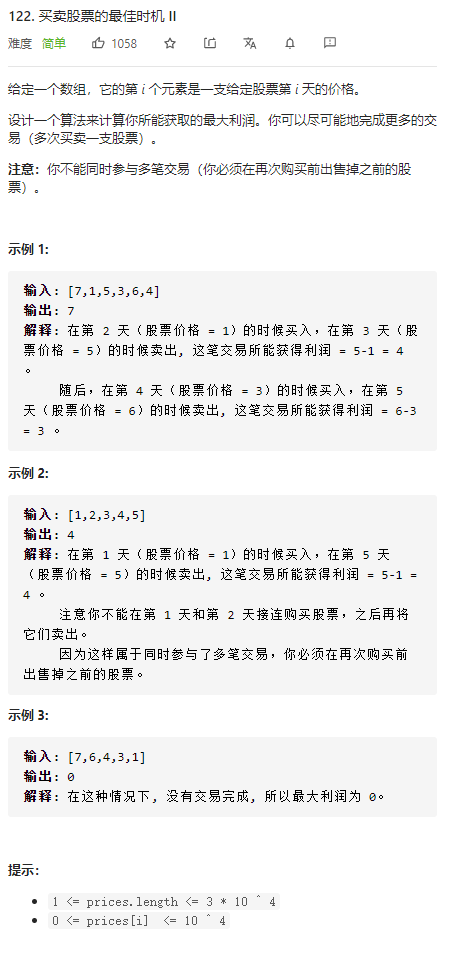 122. 买卖股票的最佳时机 II
难度 简单 1058
给定一个数组，它的第 i 个元素是一支给定股票第 i 天的价格。
设计一个算法来计算你所能获取的最大利润。你可以尽可能地完成更多的交
易（多次买卖一支股票）。
注意：你不能同时参与多笔交易（你必须在再次购买前出售掉之前的股
票）。
示例 1:
输入: [7,1,5,3,6,4]
输出: 7
解释: 在第 2 天（股票价格 = 1）的时候买入，在第 3 天（股
票价格 = 5）的时候卖出, 这笔交易所能获得利润 = 5-1 = 4
。
随后，在第 4 天（股票价格 = 3）的时候买入，在第 5
天（股票价格 = 6）的时候卖出, 这笔交易所能获得利润 = 6-3
= 3 。
示例 2:
输入: [1,2,3,4,5]
输出: 4
解释: 在第 1 天（股票价格 = 1）的时候买入，在第 5 天
（股票价格 = 5）的时候卖出, 这笔交易所能获得利润 = 5-1 =
4 。
注意你不能在第 1 天和第 2 天接连购买股票，之后再将
它们卖出。
因为这样属于同时参与了多笔交易，你必须在再次购买前
出售掉之前的股票。
示例 3:
输入: [7,6,4,3,1]
输出: 0
解释: 在这种情况下, 没有交易完成, 所以最大利润为 0。
提示：
• 1 <= prices.length <= 3 * 10 ^ 4
• 0 <= prices[i] <= 10 ^ 4